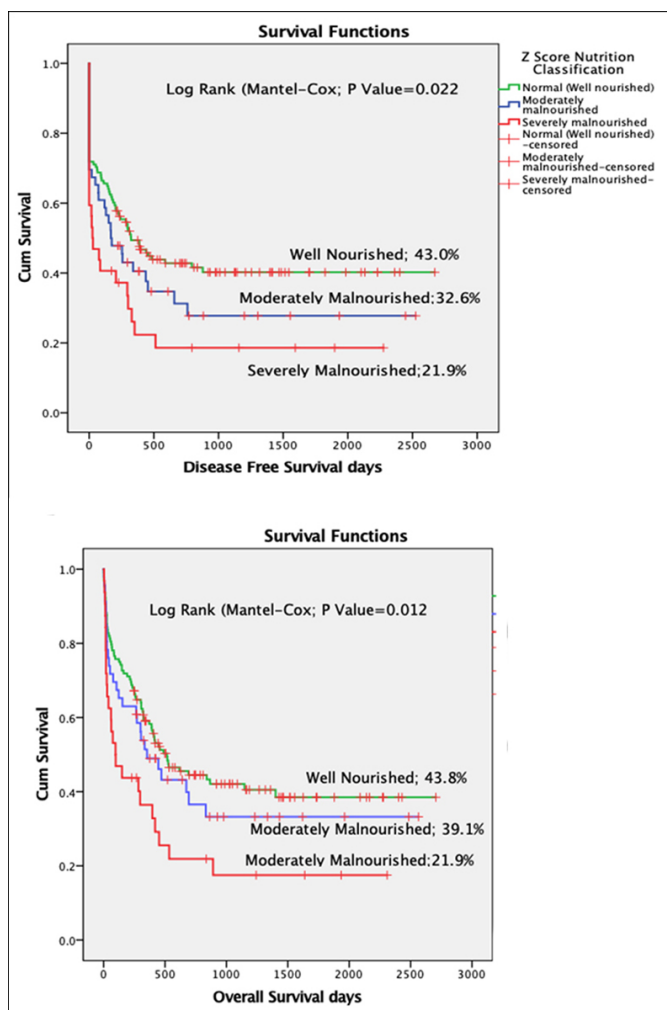 Survival Functions
Log Rank (Mantel-Cox; P Value=0.022
Z Score Nutrition
Classification
Normal (Well nourished)
Moderately
malnourished
Severely malnourished
Normal (Well nourished)
-censored
Moderately
malnourished-censored
Severely malnourished-
censored
Cum Survival
1.0
0.8
0.6
0.4
0.2
0.0
Well Nourished; 43.0%
Moderately Malnourished;32.6%
Severely Malnourished;21.9%
0 500 1000 1500 2000 2500 3000
Disease Free Survival days
Survival Functions
Log Rank (Mantel-Cox; P Value=0.012
Cum Survival
1.0
0.8
0.6
0.4
0.2
0.0
Well Nourished; 43.8%
Moderately Malnourished; 39.1%
Moderately Malnourished;21.9%
0 500 1000 1500 2000 2500 3000
Overall Survival days